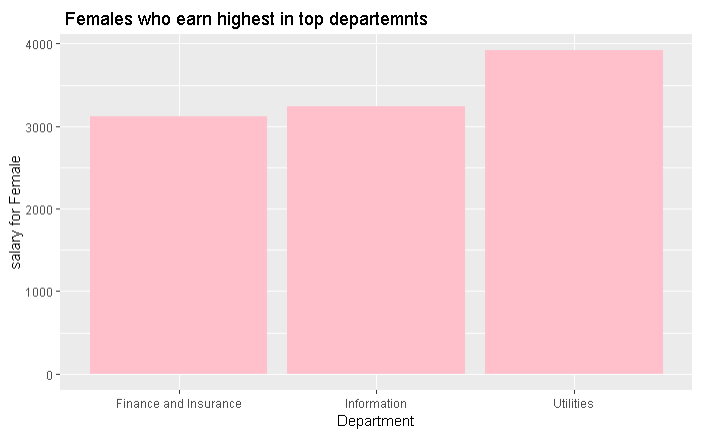 Females who earn highest in top departemnts
4000
3000
2000
1000
0
salary for Female
Finance and Insurance
Information
Utilities
Department